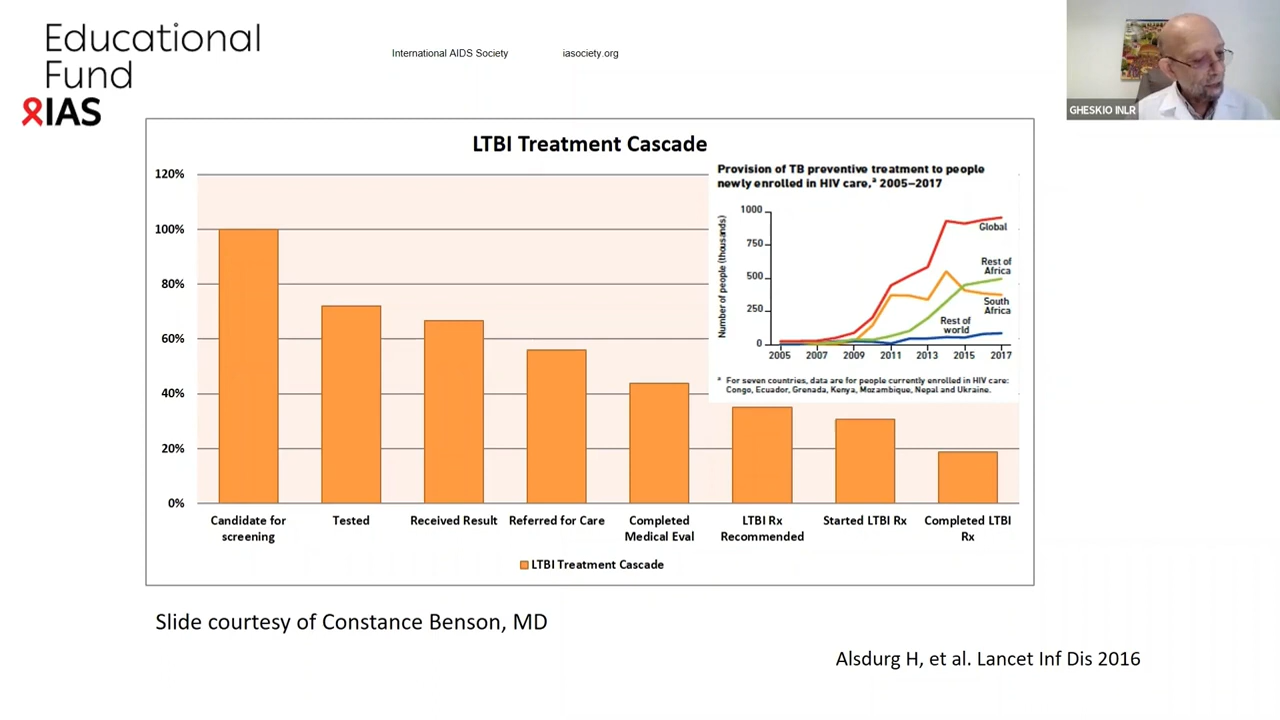 Educational
Fund
IAS
International AIDS Society iasociety.org
GHESKIO INLR
LTBI Treatment Cascade
120%
100%
80%
60%
40%
20%
0%
Provision of TB preventive treatment to people
newly enrolled in HIV care,ª 2005–2017
Number of people (thousands)
1000
750
500
250
0
Global
Rest of
Africa
South
Africa
Rest of
world
2005 2007 2009 2011 2013 2015 2017
ª For seven countries, data are for people currently enrolled in HIV care:
Congo, Ecuador, Grenada, Kenya, Mozambique, Nepal and Ukraine.
Candidate for
screening
Tested
Received Result
Referred for Care
Completed
Medical Eval
LTBI Rx
Recommended
Started LTBI Rx
Completed LTBI
Rx
LTBI Treatment Cascade
Slide courtesy of Constance Benson, MD
Alsdurg H, et al. Lancet Inf Dis 2016